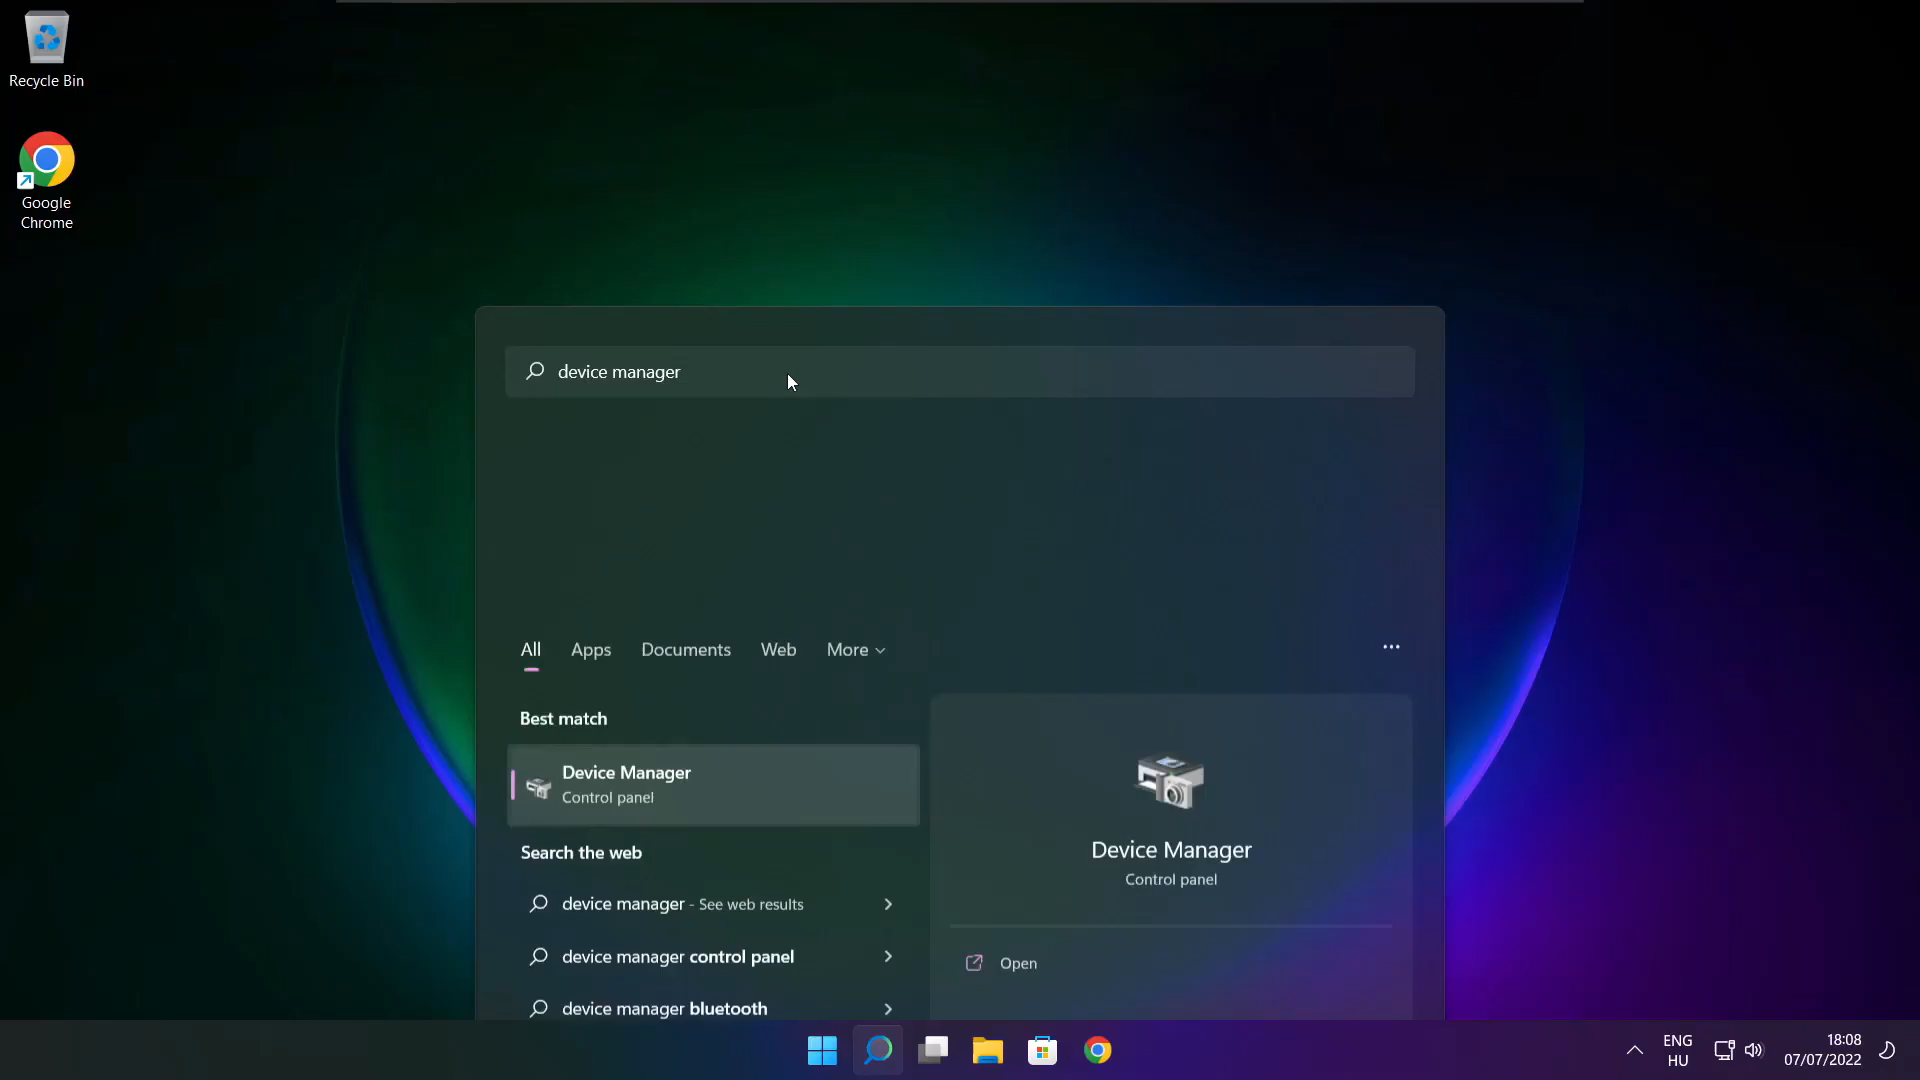 Recycle Bin
Google
Chrome
device manager
All Apps Documents Web More
Best match
Device Manager
Control panel
Search the web
device manager - See web results
device manager control panel
device manager bluetooth
Device Manager
Control panel
Open
ENG
HU
18:08
07/07/2022